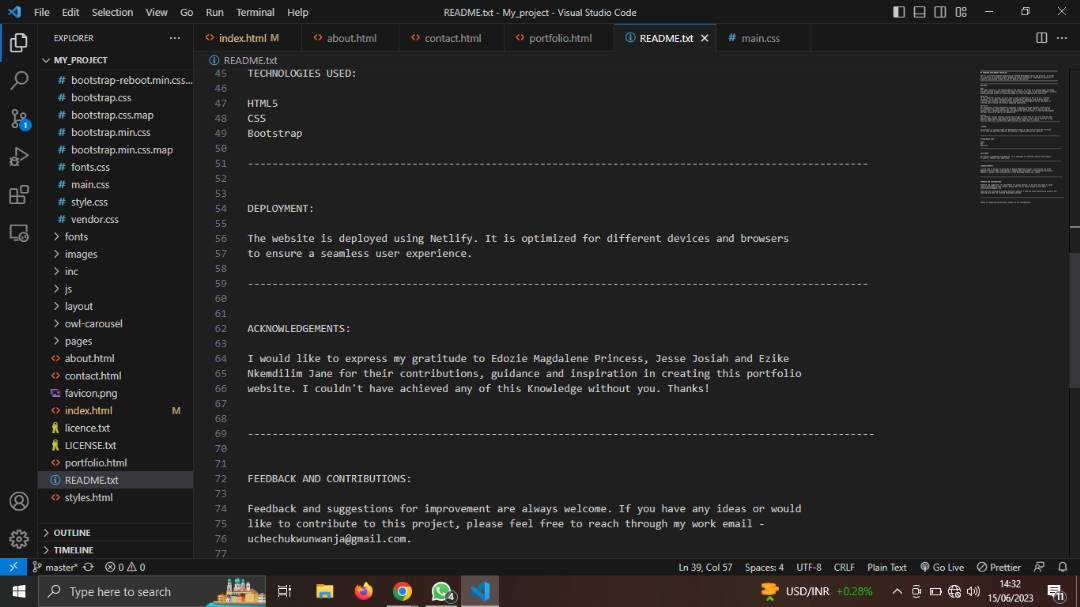 File Edit Selection View Go Run Terminal Help
README.txt - My_project - Visual Studio Code
EXPLORER
MY_PROJECT
bootstrap-reboot.min.css...
# bootstrap.css
bootstrap.css.map
# bootstrap.min.css
bootstrap.min.css.map
# fonts.css
# main.css
# style.css
# vendor.css
fonts
images
inc
js
layout
owl-carousel
pages
about.html
contact.html
favicon.png
index.html M
licence.txt
LICENSE.txt
portfolio.html
README.txt
styles.html
OUTLINE
TIMELINE
index.html M about.html contact.html portfolio.html README.txt # main.css
README.txt
45 TECHNOLOGIES USED:
46
47 HTML5
48 CSS
49 Bootstrap
50
51 ------------------------------------------------------------------------------------------------------
52
53
54 DEPLOYMENT:
55
56 The website is deployed using Netlify. It is optimized for different devices and browsers
57 to ensure a seamless user experience.
58
59 ------------------------------------------------------------------------------------------------------
60
61
62 ACKNOWLEDGEMENTS:
63
64 I would like to express my gratitude to Edozie Magdalene Princess, Jesse Josiah and Ezike
65 Nkemdilim Jane for their contributions, guidance and inspiration in creating this portfolio
66 website. I couldn't have achieved any of this Knowledge without you. Thanks!
67
68
69 -------------------------------------------------------------------------------------------------------
70
71
72 FEEDBACK AND CONTRIBUTIONS:
73
74 Feedback and suggestions for improvement are always welcome. If you have any ideas or would
75 like to contribute to this project, please feel free to reach through my work email -
76 uchechukwunwanja@gmail.com.
77
1
master* 0 0
Ln 39, Col 57 Spaces: 4 UTF-8 CRLF Plain Text Go Live Prettier
Type here to search
4
USD/INR +0.28%
14:32
15/06/2023
11